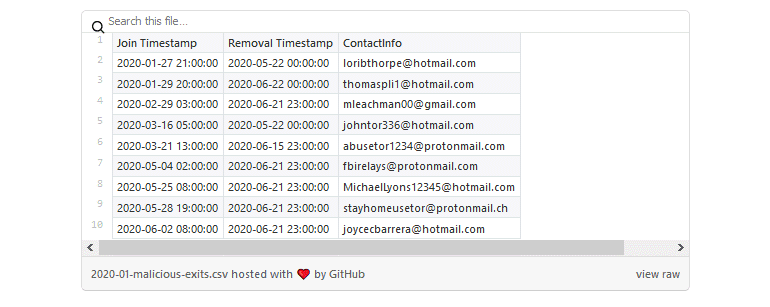 Search this file...
1 Join Timestamp Removal Timestamp ContactInfo
2 2020-01-27 21:00:00 2020-05-22 00:00:00 loribthorpe@hotmail.com
3 2020-01-29 20:00:00 2020-06-22 00:00:00 thomaspli1@hotmail.com
4 2020-02-29 03:00:00 2020-06-21 23:00:00 mleachman00@gmail.com
5 2020-03-16 05:00:00 2020-05-22 00:00:00 johntor336@hotmail.com
6 2020-03-21 13:00:00 2020-06-15 23:00:00 abusetor1234@protonmail.com
7 2020-05-04 02:00:00 2020-06-21 23:00:00 fbirelays@protonmail.com
8 2020-05-25 08:00:00 2020-06-21 23:00:00 MichaelLyons12345@hotmail.com
9 2020-05-28 19:00:00 2020-06-21 23:00:00 stayhomeusetor@protonmail.ch
10 2020-06-02 08:00:00 2020-06-21 23:00:00 joycecbarrera@hotmail.com
2020-01-malicious-exits.csv hosted with ❤ by GitHub view raw